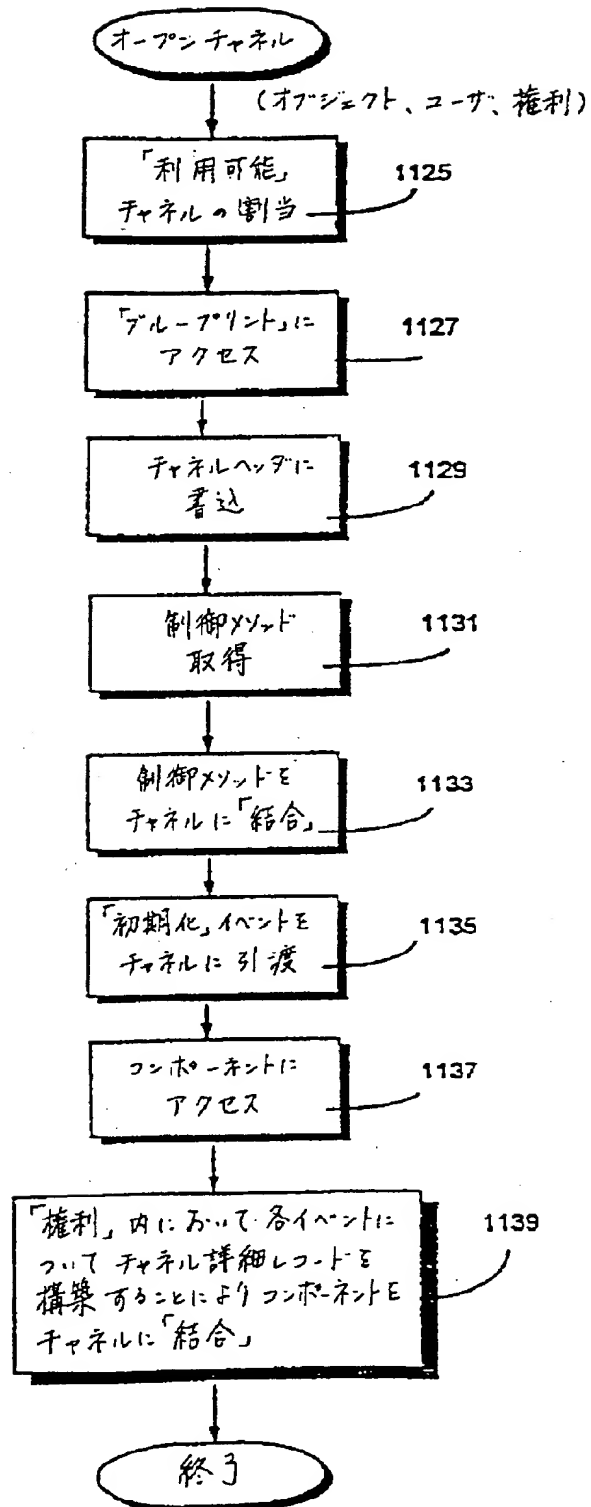 オープンチャネル
(オブジェクト、ユーザ、権利)
「利用可能」
チャネルの割当
1125
「ブループリント」に
アクセス
1127
チャネルヘッダに
書込
1129
制御メソッド
取得
1131
制御メソッドを
チャネルに「結合」
1133
「初期化」イベントを
チャネルに引渡
1135
コンポーネントに
アクセス
1137
「権利」内において各イベントに
ついてチャネル詳細レコードを
構築することによりコンポーネントを
チャネルに「結合」
1139
終了